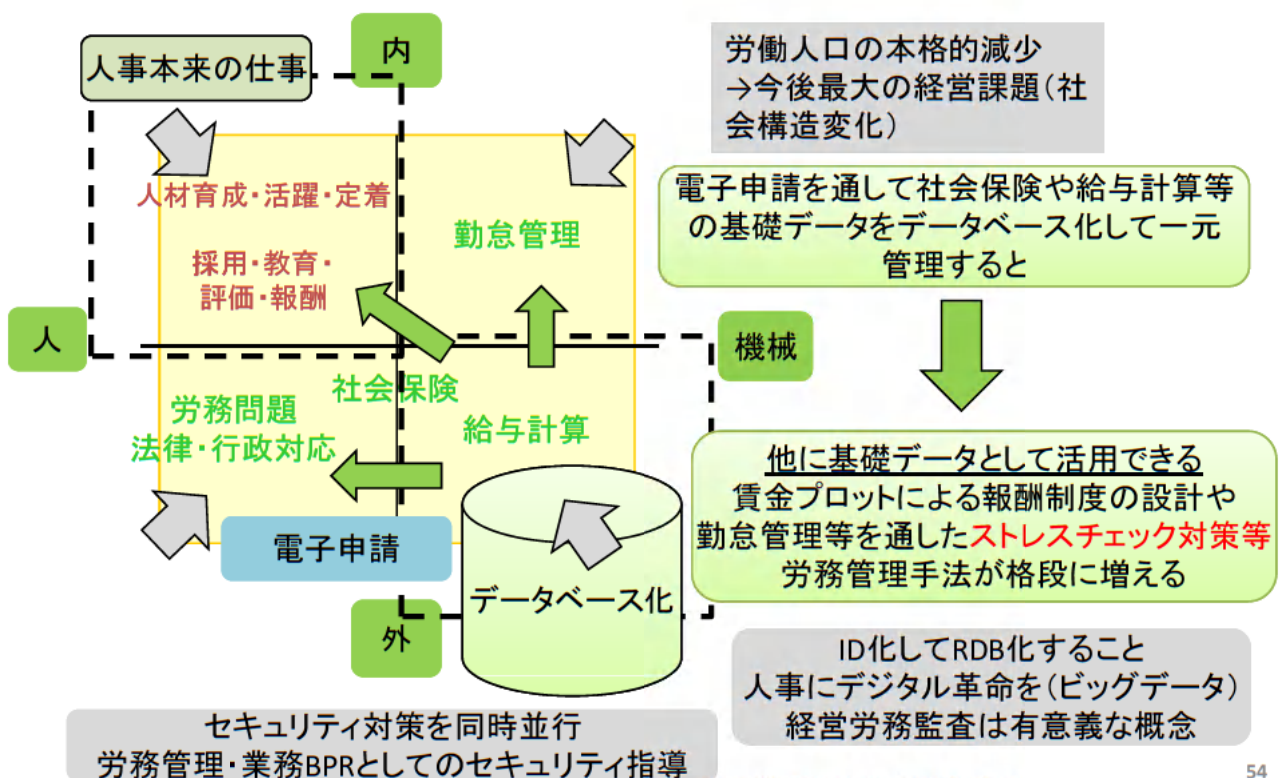 人事本来の仕事
内
労働人口の本格的減少
→今後最大の経営課題(社
会構造変化)
人材育成・活躍・定着
勤怠管理
採用・教育・
評価・報酬
電子申請を通して社会保険や給与計算等
の基礎データをデータベース化して一元
管理すると
人
機械
社会保険
労務問題
法律・行政対応
給与計算
他に基礎データとして活用できる
賃金プロットによる報酬制度の設計や
勤怠管理等を通したストレスチェック対策等
労務管理手法が格段に増える
電子申請
データベース化
外
ID化してRDB化すること
人事にデジタル革命を(ビッグデータ)
経営労務監査は有意義な概念
セキュリティ対策を同時並行
労務管理・業務BPRとしてのセキュリティ指導
54